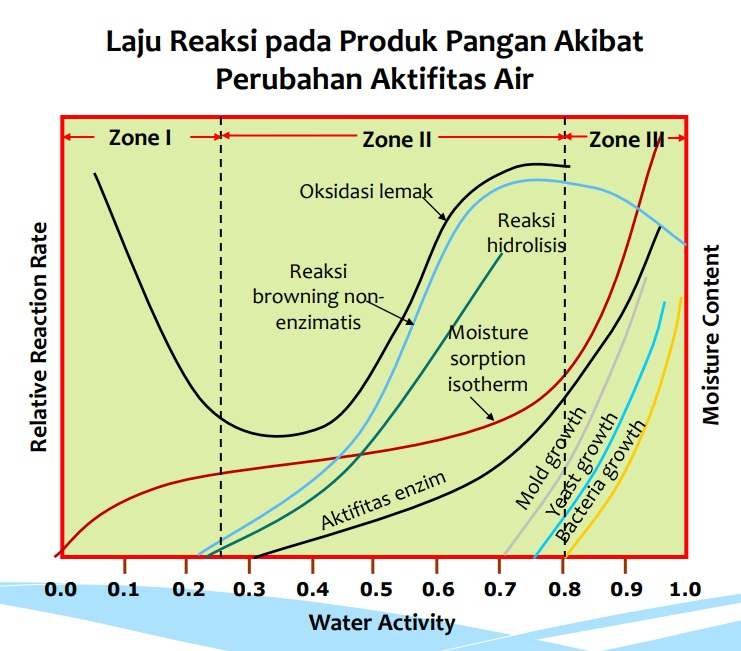 Laju Reaksi pada Produk Pangan Akibat
Perubahan Aktifitas Air
Zone I
Zone II
Zone III
Oksidasi lemak
Reaksi
hidrolisis
Reaksi
browning non-
enzimatis
Moisture
sorption
isotherm
Aktifitas enzim
Mold growth
Yeast growth
Bacteria growth
Relative Reaction Rate
Moisture Content
0.0 0.1 0.2 0.3 0.4 0.5 0.6 0.7 0.8 0.9 1.0
Water Activity